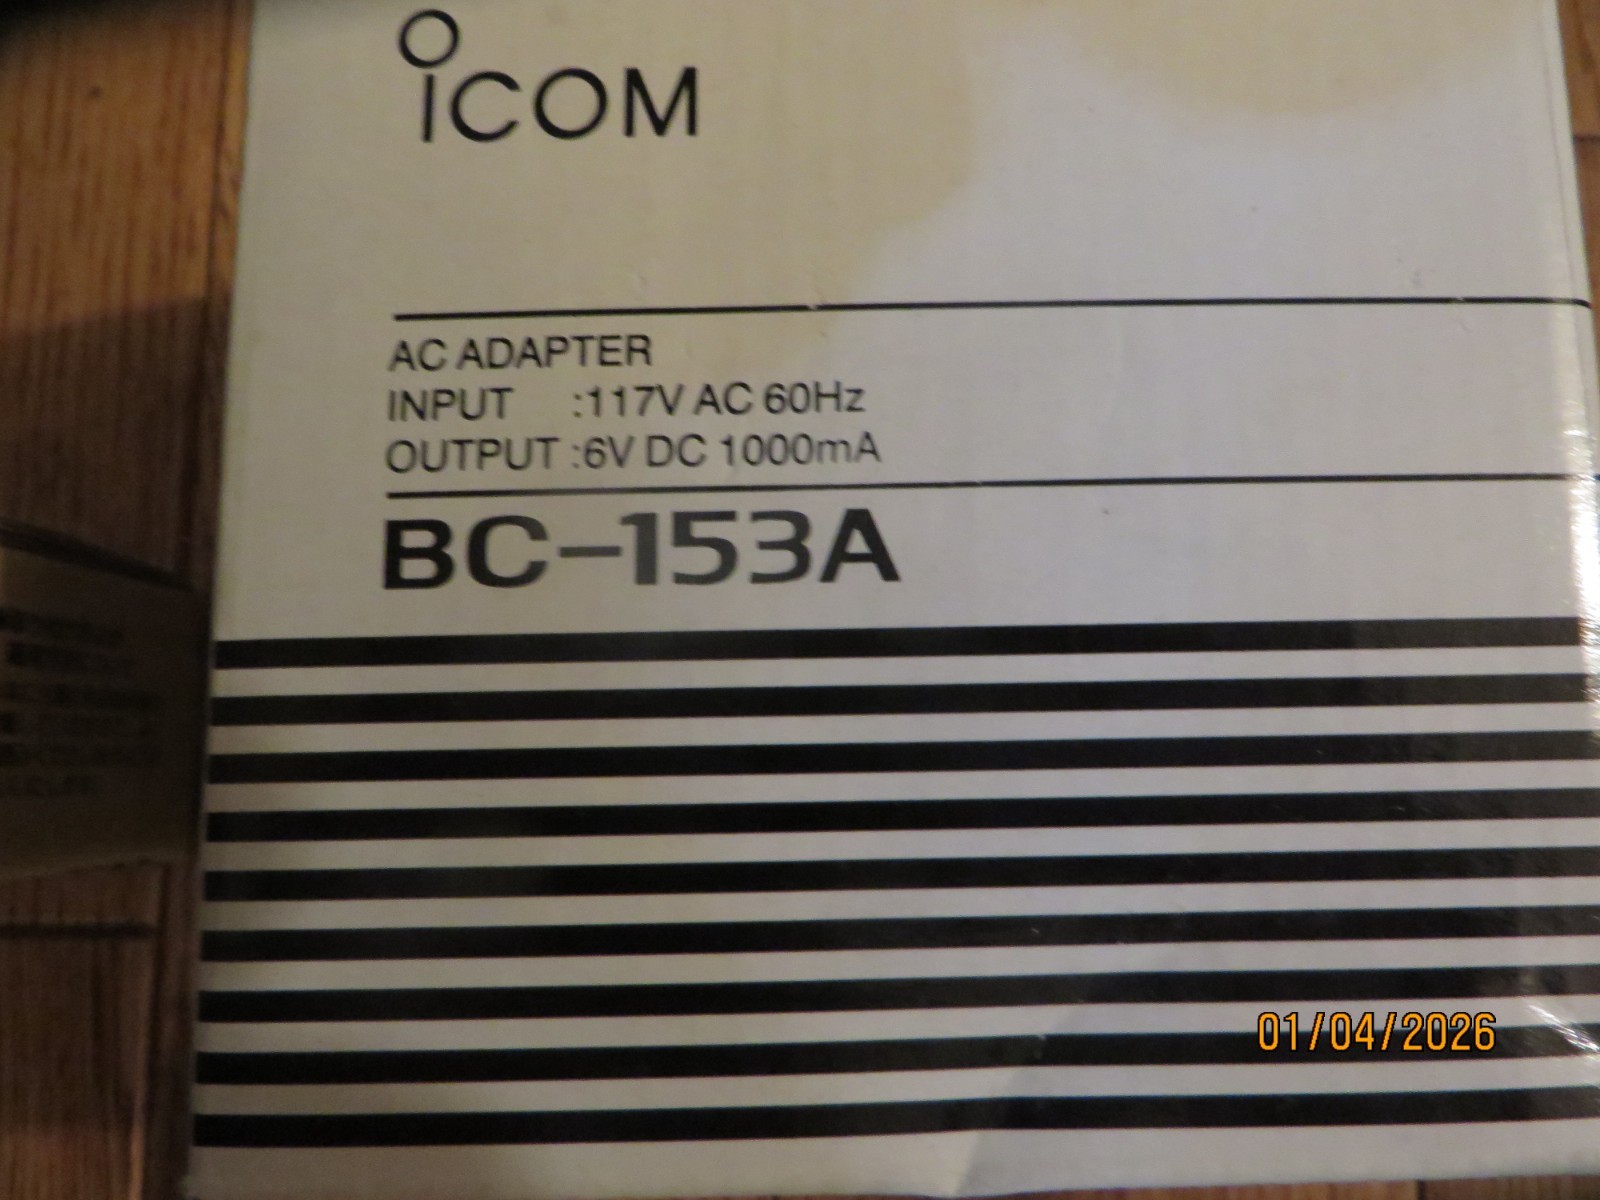 ICOM
AC ADAPTER
INPUT :117V AC 60Hz
OUTPUT :6V DC 1000mA
BC-153A
01/04/2026